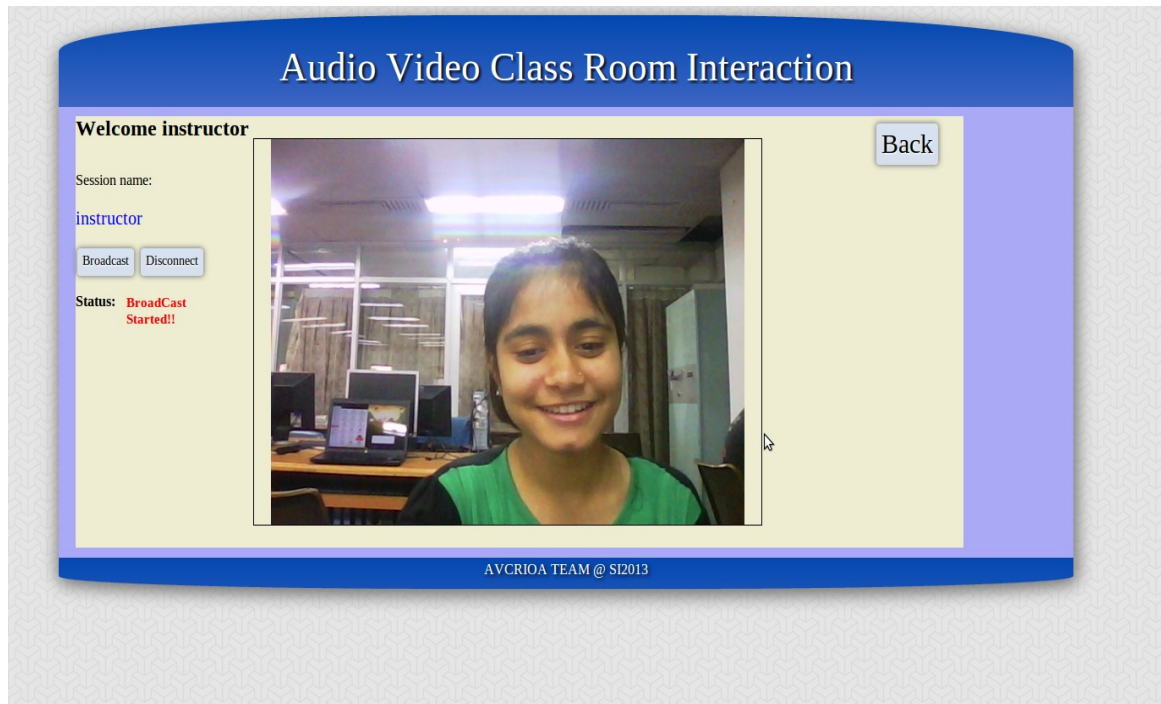 Audio Video Class Room Interaction
Welcome instructor
Back
Session name:
instructor
Broadcast Disconnect
Status: BroadCast
Started!!
AVCRIOA TEAM @ SI2013